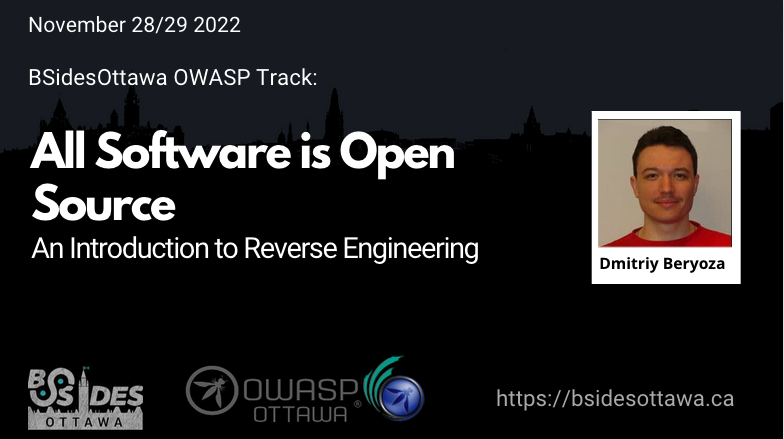 November 28/29 2022
BSidesOttawa OWASP Track:
All Software is Open
Source
An Introduction to Reverse Engineering
Dmitriy Beryoza
BSIDES
OTTAWA
OWASP®
OTTAWA
https://bsidesottawa.ca